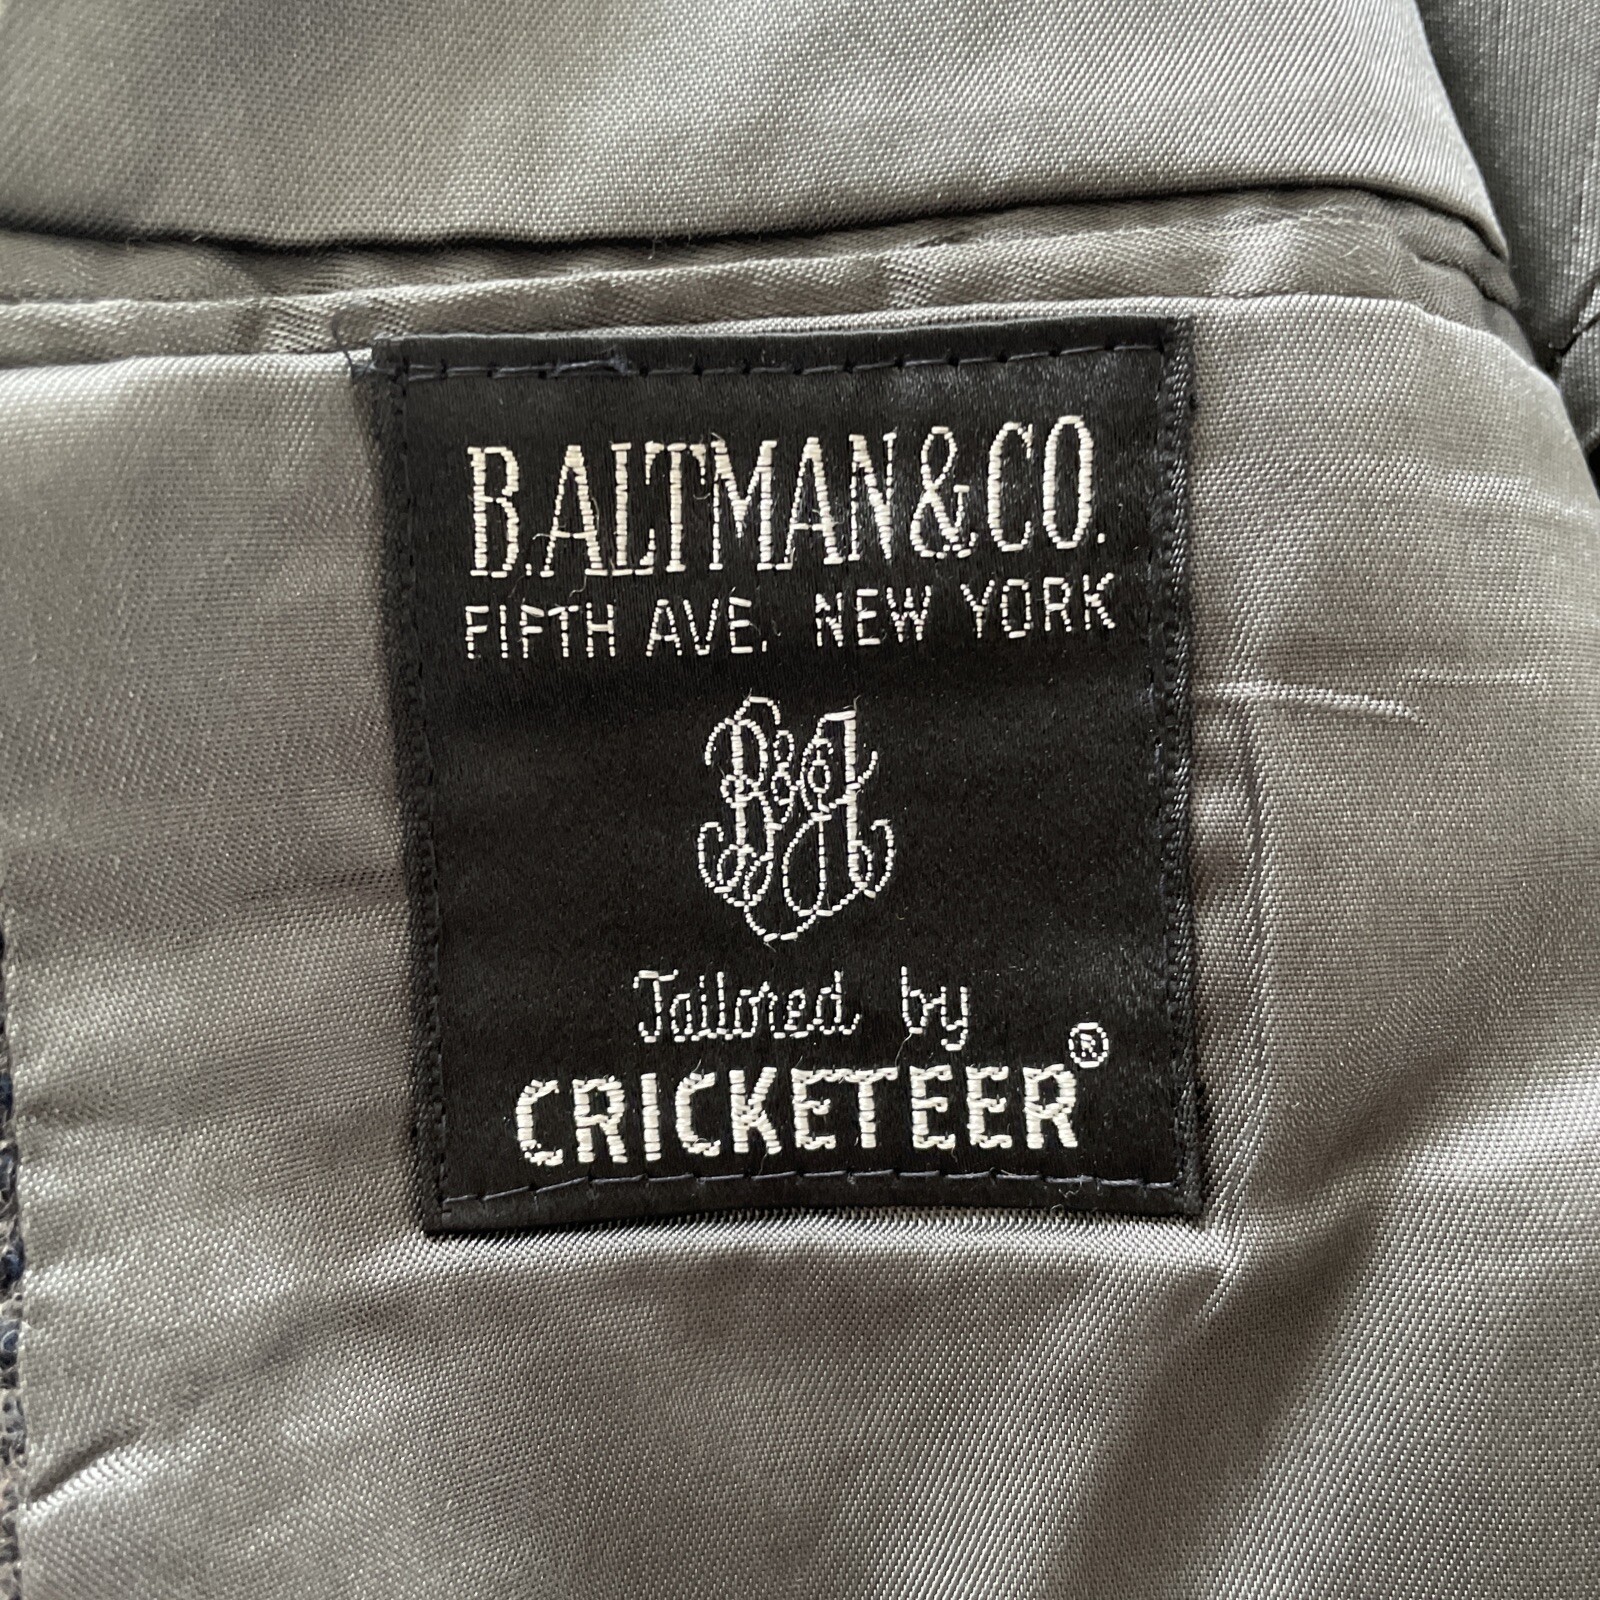 B.ALTMAN & CO.
FIFTH AVE. NEW YORK
B&A
Tailored by
CRICKETEER®